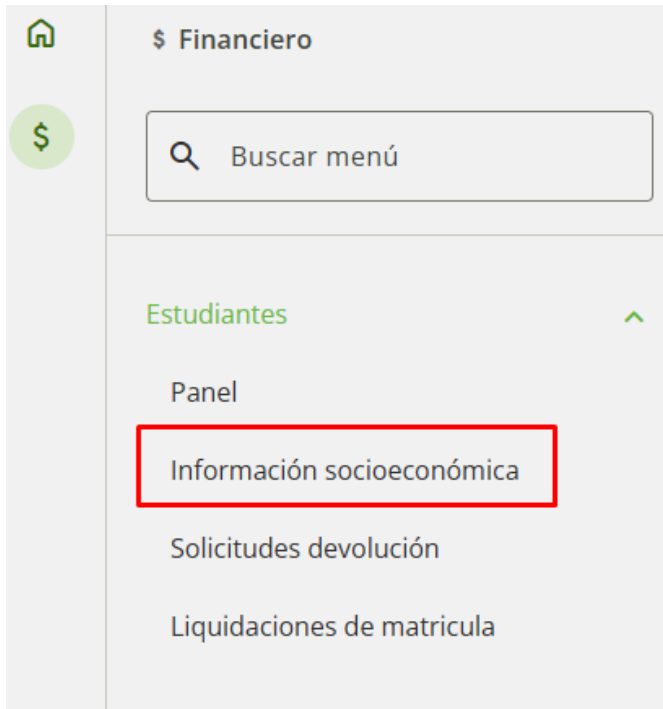 $ Financiero
$
Buscar menú
Estudiantes
Panel
Información socioeconómica
Solicitudes devolución
Liquidaciones de matricula